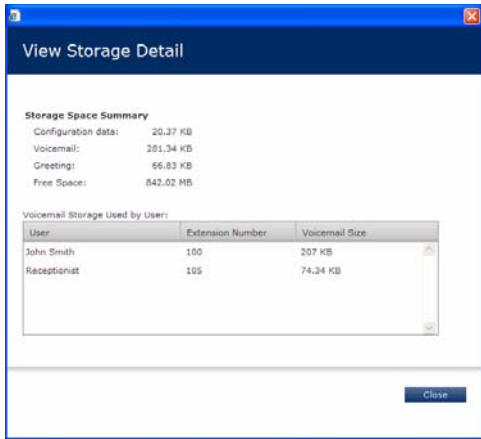 View Storage Detail
Storage Space Summary
Configuration data: 20.37 KB
Voicemail: 281.34 KB
Greeting: 66.83 KB
Free Space: 842.02 MB
Voicemail Storage Used by User:
User Extension Number Voicemail Size
John Smith 100 207 KB
Receptionist 105 74.34 KB
Close